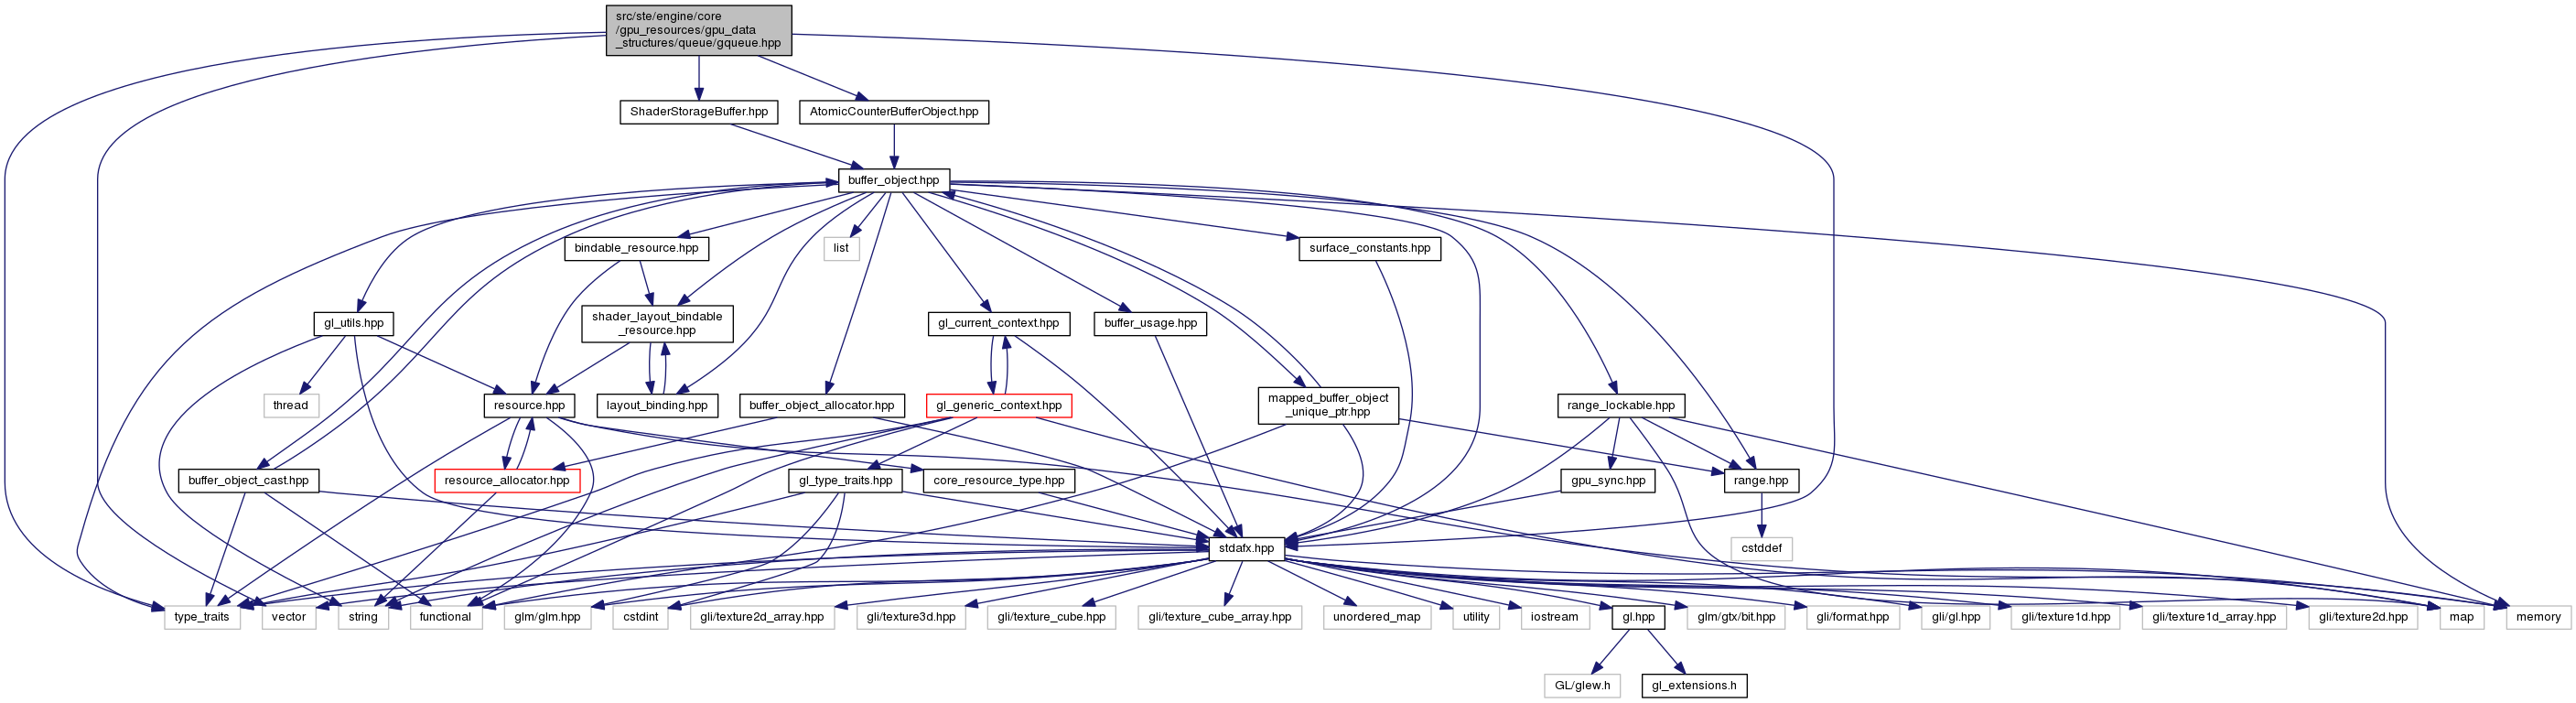 src/ste/engine/core
/gpu_resources/gpu_data
_structures/queue/gqueue.hpp
ShaderStorageBuffer.hpp
AtomicCounterBufferObject.hpp
buffer_object.hpp
bindable_resource.hpp
list
surface_constants.hpp
gl_utils.hpp
shader_layout_bindable
_resource.hpp
gl_current_context.hpp
buffer_usage.hpp
thread
resource.hpp
layout_binding.hpp
buffer_object_allocator.hpp
gl_generic_context.hpp
mapped_buffer_object
_unique_ptr.hpp
range_lockable.hpp
buffer_object_cast.hpp
resource_allocator.hpp
gl_type_traits.hpp
core_resource_type.hpp
gpu_sync.hpp
range.hpp
stdafx.hpp
cstddef
type_traits
vector
string
functional
glm/glm.hpp
cstdint
gli/texture2d_array.hpp
gli/texture3d.hpp
gli/texture_cube.hpp
gli/texture_cube_array.hpp
unordered_map
utility
iostream
gl.hpp
glm/gtx/bit.hpp
gli/format.hpp
gli/gl.hpp
gli/texture1d.hpp
gli/texture1d_array.hpp
gli/texture2d.hpp
map
memory
GL/glew.h
gl_extensions.h